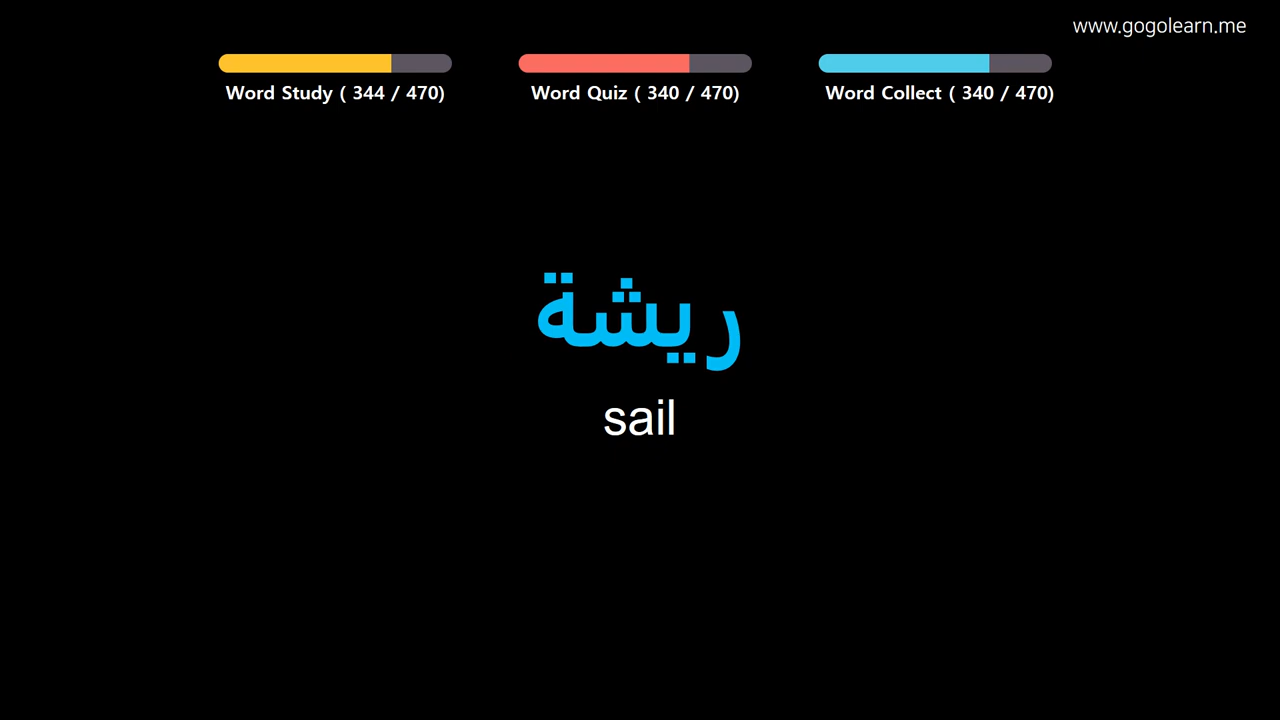 www.gogolearn.me
Word Study ( 344 / 470)
Word Quiz ( 340 / 470)
Word Collect ( 340 / 470)
ريشة
sail